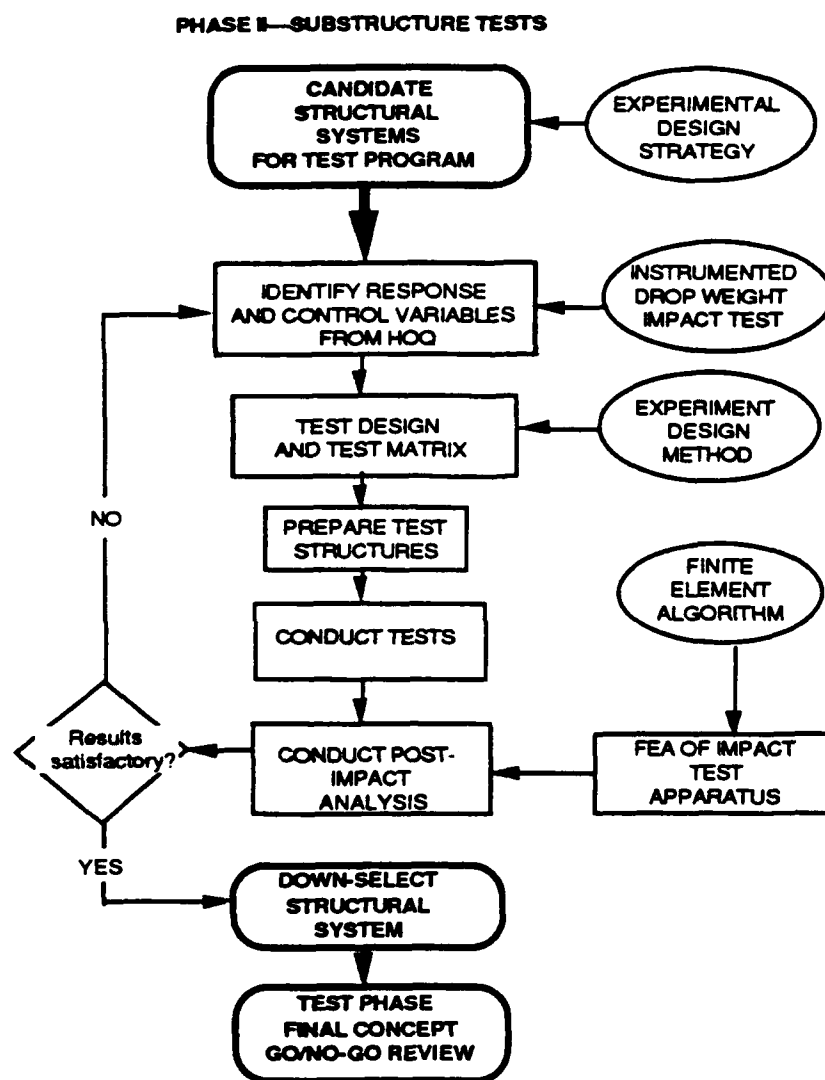 PHASE II—SUBSTRUCTURE TESTS
CANDIDATE
STRUCTURAL
SYSTEMS
FOR TEST PROGRAM
EXPERIMENTAL
DESIGN
STRATEGY
IDENTIFY RESPONSE
AND CONTROL VARIABLES
FROM HOQ
INSTRUMENTED
DROP WEIGHT
IMPACT TEST
TEST DESIGN
AND TEST MATRIX
EXPERIMENT
DESIGN
METHOD
NO
PREPARE TEST
STRUCTURES
FINITE
ELEMENT
ALGORITHM
CONDUCT TESTS
Results
satisfactory?
CONDUCT POST-
IMPACT
ANALYSIS
FEA OF IMPACT
TEST
APPARATUS
YES
DOWN-SELECT
STRUCTURAL
SYSTEM
TEST PHASE
FINAL CONCEPT
GO/NO-GO REVIEW